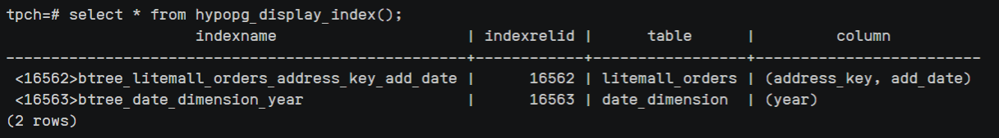 tpch=# select * from hypopg_display_index();
                     indexname                      | indexrelid |      table      |         column
----------------------------------------------------+------------+-----------------+-------------------------
 <16562>btree_litemall_orders_address_key_add_date |      16562 | litemall_orders | (address_key, add_date)
 <16563>btree_date_dimension_year                  |      16563 | date_dimension  | (year)
(2 rows)